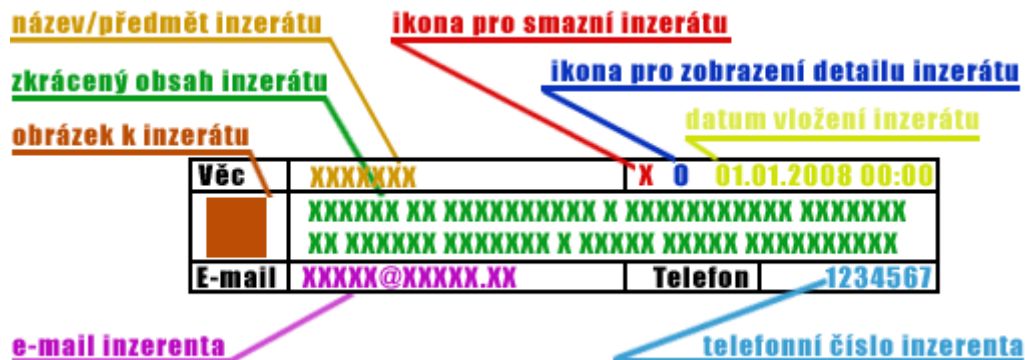 název/předmět inzerátu
ikona pro smazní inzerátu
zkrácený obsah inzerátu
ikona pro zobrazení detailu inzerátu
obrázek k inzerátu
datum vložení inzerátu
Věc XXXXXXX X O 01.01.2008 00:00
XXXXXX XX XXXXXXXXXX X XXXXXXXXXXX XXXXXXX
XX XXXXXX XXXXXXX X XXXXX XXXXX XXXXXXXXXX
E-mail XXXXX@XXXXX.XX Telefon 1234567
e-mail inzerenta
telefonní číslo inzerenta